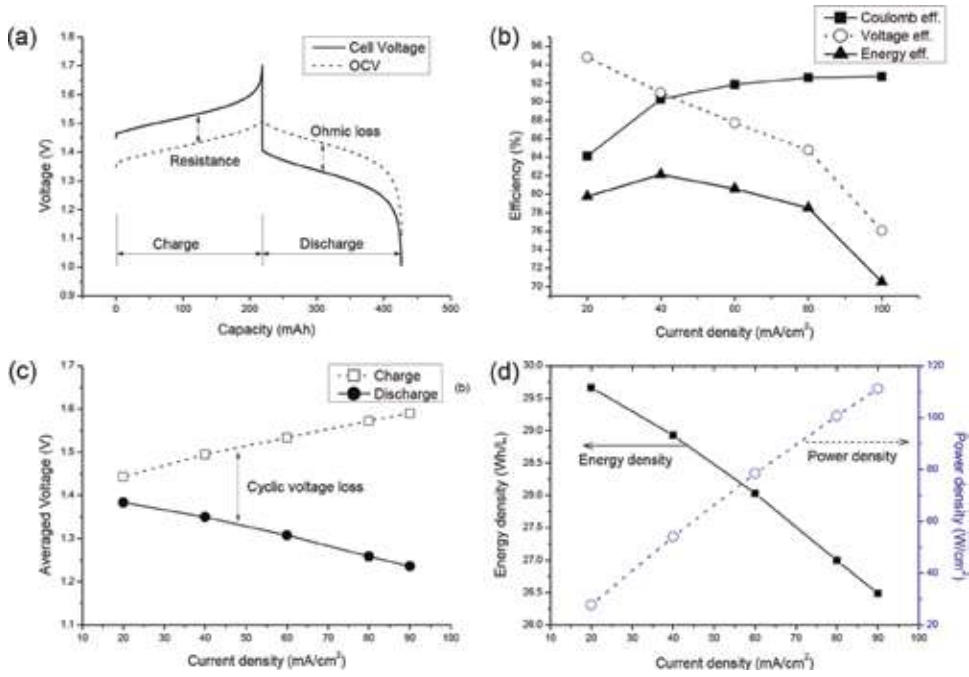 (a)
Cell Voltage
OCV
Ohmic loss
Resistance
Charge
Discharge
1.8
1.7
1.6
1.5
1.4
1.3
1.2
1.1
1.0
0.9
Voltage (V)
0
100
200
300
400
500
Capacity (mAh)
(b)
Coulomb eff.
Voltage eff.
Energy eff.
96
94
92
90
88
86
84
82
80
78
76
74
72
70
Efficiency (%)
20
40
60
80
100
Current density (mA/cm²)
(c)
Charge
Discharge
(b)
Cyclic voltage loss
1.7
1.6
1.5
1.4
1.3
1.2
1.1
Averaged Voltage (V)
10
20
30
40
50
60
70
80
90
100
Current density (mA/cm²)
(d)
Energy density
Power density
30.0
29.5
29.0
28.5
28.0
27.5
27.0
26.5
26.0
Energy density (Wh/L)
120
100
80
60
40
20
Power density (W/cm²)
10
20
30
40
50
60
70
80
90
100
Current density (mA/cm²)